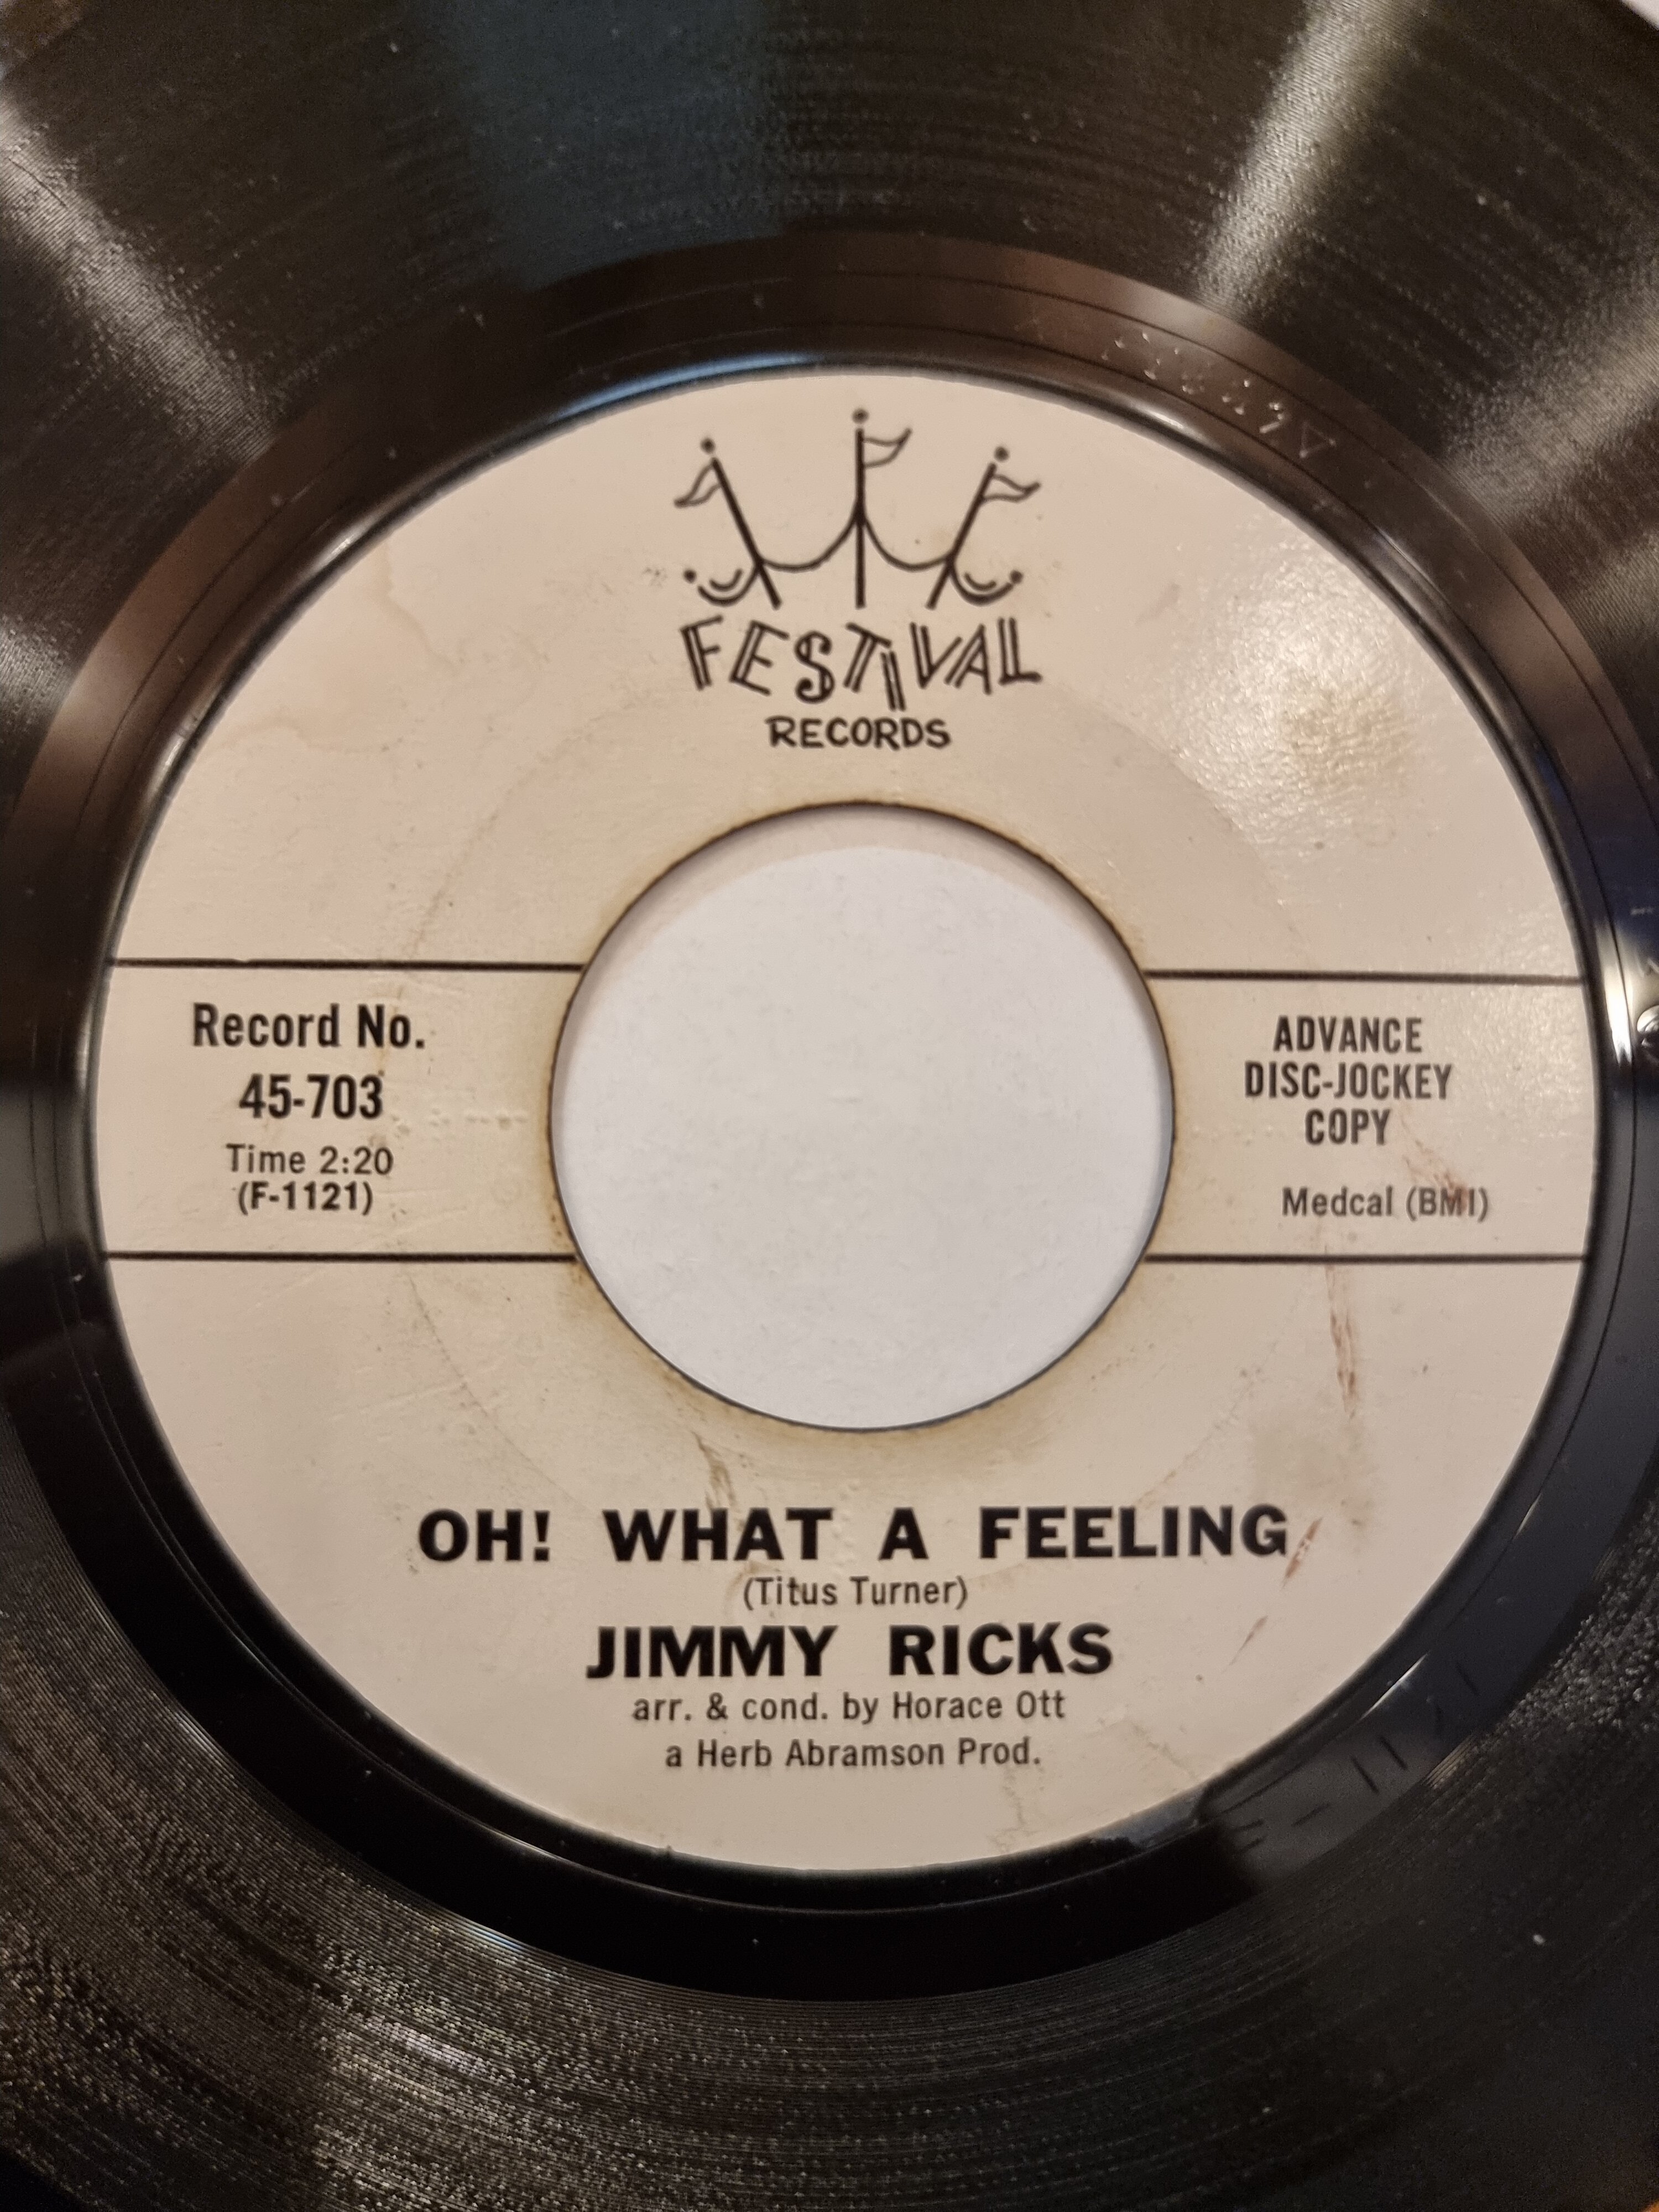 FESTIVAL
RECORDS
Record No.
45-703
Time 2:20
(F-1121)
ADVANCE
DISC-JOCKEY
COPY
Medcal (BMI)
OH! WHAT A FEELING
(Titus Turner)
JIMMY RICKS
arr. & cond. by Horace Ott
a Herb Abramson Prod.